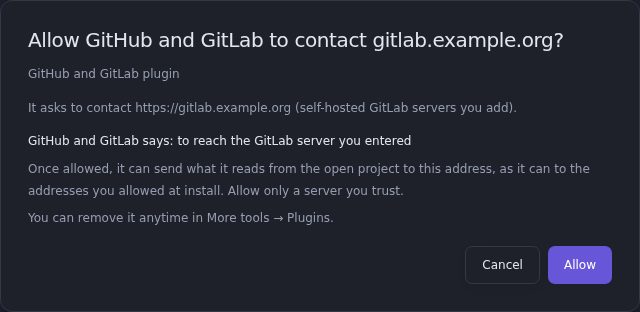 Allow GitHub and GitLab to contact gitlab.example.org?
GitHub and GitLab plugin
It asks to contact https://gitlab.example.org (self-hosted GitLab servers you add).
GitHub and GitLab says: to reach the GitLab server you entered
Once allowed, it can send what it reads from the open project to this address, as it can to the
addresses you allowed at install. Allow only a server you trust.
You can remove it anytime in More tools → Plugins.
Cancel
Allow